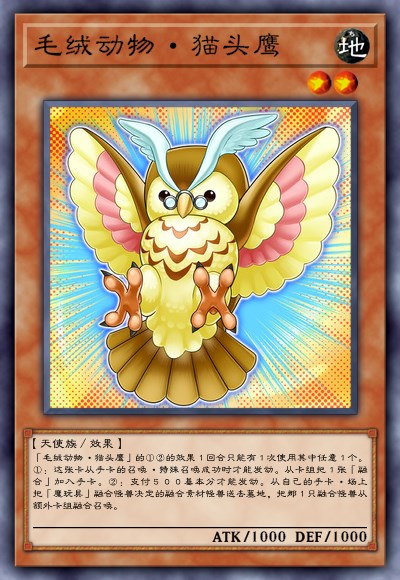 毛绒动物・猫头鹰
地
【天使族／效果】
「毛绒动物・猫头鹰」的①②的效果1回合只能有1次使用其中任意1个。
①：这张卡从手卡的召唤・特殊召唤成功时才能发动。从卡组把1张「融
合」加入手卡。②：支付500基本分才能发动。从自己的手卡・场上
把「魔玩具」融合怪兽决定的融合素材怪兽送去墓地，把那1只融合怪兽从
额外卡组融合召唤。
ATK/1000 DEF/1000